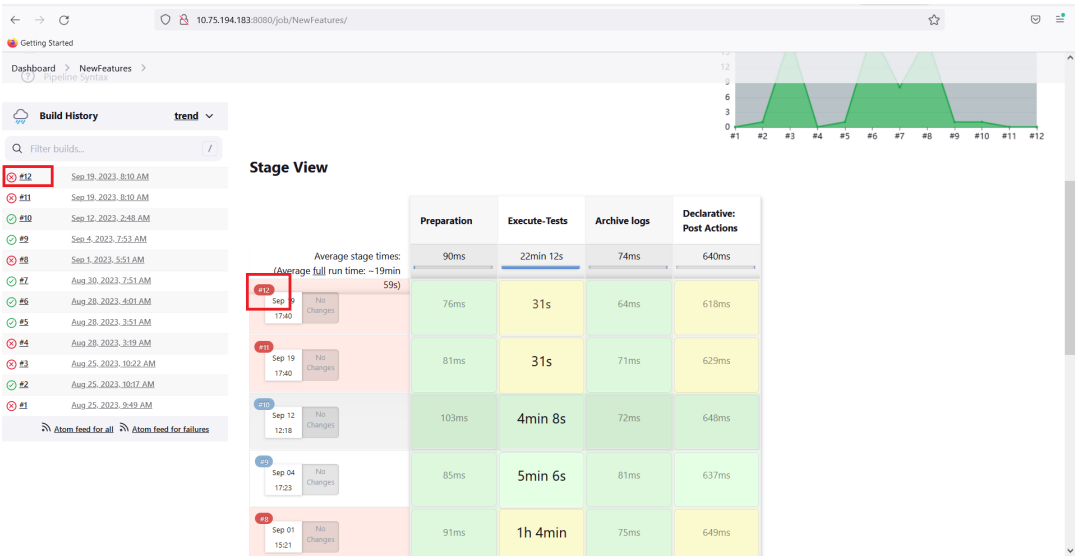 10.75.194.183:8080/job/NewFeatures/
Getting Started
Dashboard > NewFeatures >
Pipeline Syntax
Build History trend
Filter builds... /
#12 Sep 19, 2023, 8:10 AM
#11 Sep 19, 2023, 8:10 AM
#10 Sep 12, 2023, 2:48 AM
#9 Sep 4, 2023, 7:53 AM
#8 Sep 1, 2023, 5:51 AM
#7 Aug 30, 2023, 7:51 AM
#6 Aug 28, 2023, 4:01 AM
#5 Aug 28, 2023, 3:51 AM
#4 Aug 28, 2023, 3:19 AM
#3 Aug 25, 2023, 10:22 AM
#2 Aug 25, 2023, 10:17 AM
#1 Aug 25, 2023, 9:49 AM
Atom feed for all Atom feed for failures
12
9
6
3
0
#1 #2 #3 #4 #5 #6 #7 #8 #9 #10 #11 #12
Stage View
Preparation Execute-Tests Archive logs Declarative:
Post Actions
Average stage times: 90ms 22min 12s 74ms 640ms
(Average full run time: ~19min
59s)
#12
Sep 19 No
Changes
17:40
76ms 31s 64ms 618ms
#11
Sep 19 No
Changes
17:40
81ms 31s 71ms 629ms
#10
Sep 12 No
Changes
12:18
103ms 4min 8s 72ms 648ms
#9
Sep 04 No
Changes
17:23
85ms 5min 6s 81ms 637ms
#8
Sep 01 No
Changes
15:21
91ms 1h 4min 75ms 649ms